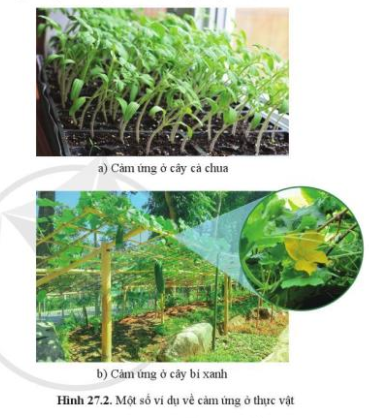 a) Cảm ứng ở cây cà chua
b) Cảm ứng ở cây bí xanh
Hình 27.2. Một số ví dụ về cảm ứng ở thực vật